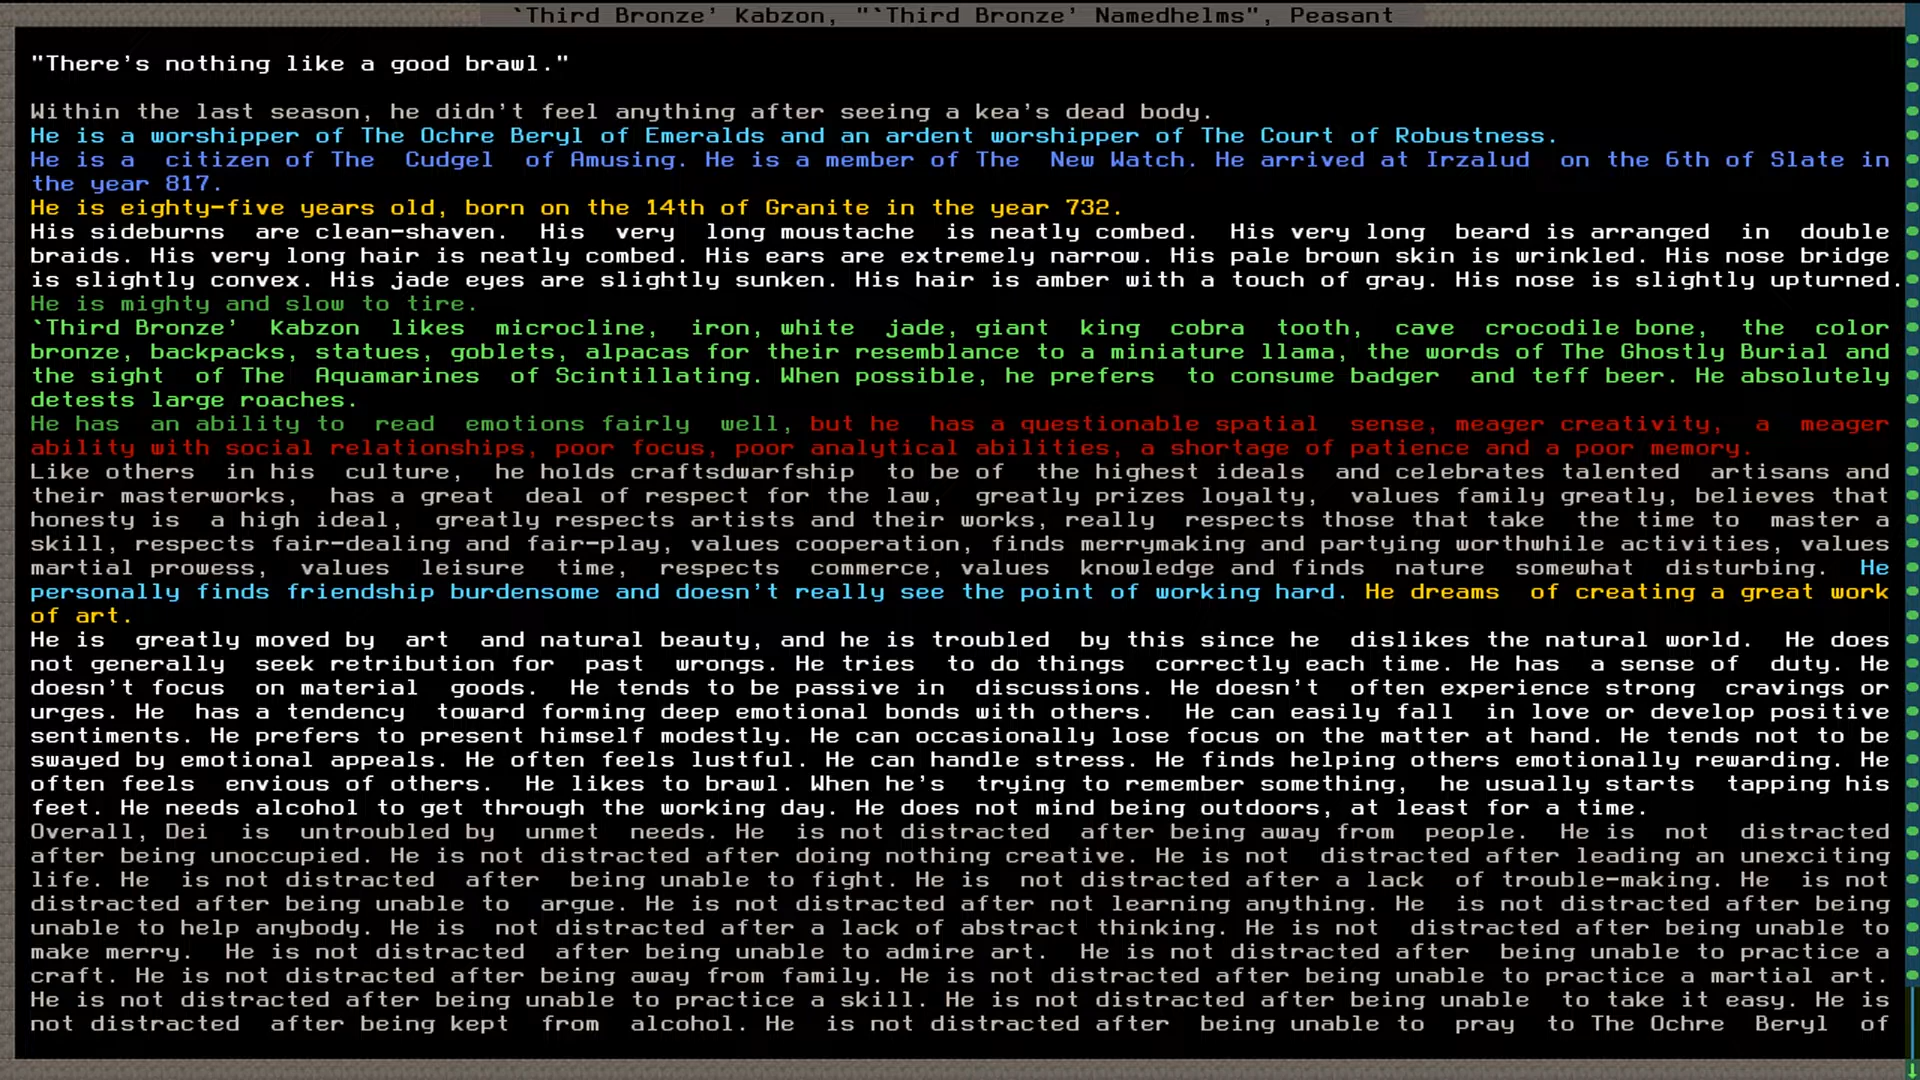 `Third Bronze' Kabzon, "`Third Bronze' Namedhelms", Peasant
"There's nothing like a good brawl."
Within the last season, he didn't feel anything after seeing a kea's dead body.
He is a worshipper of The Ochre Beryl of Emeralds and an ardent worshipper of The Court of Robustness.
He is a citizen of The Cudgel of Amusing. He is a member of The New Watch. He arrived at Irzalud on the 6th of Slate in
the year 817.
He is eighty-five years old, born on the 14th of Granite in the year 732.
His sideburns are clean-shaven. His very long moustache is neatly combed. His very long beard is arranged in double
braids. His very long hair is neatly combed. His ears are extremely narrow. His pale brown skin is wrinkled. His nose bridge
is slightly convex. His jade eyes are slightly sunken. His hair is amber with a touch of gray. His nose is slightly upturned.
He is mighty and slow to tire.
`Third Bronze' Kabzon likes microcline, iron, white jade, giant king cobra tooth, cave crocodile bone, the color
bronze, backpacks, statues, goblets, alpacas for their resemblance to a miniature llama, the words of The Ghostly Burial and
the sight of The Aquamarines of Scintillating. When possible, he prefers to consume badger and teff beer. He absolutely
detests large roaches.
He has an ability to read emotions fairly well, but he has a questionable spatial sense, meager creativity, a meager
ability with social relationships, poor focus, poor analytical abilities, a shortage of patience and a poor memory.
Like others in his culture, he holds craftsdwarfship to be of the highest ideals and celebrates talented artisans and
their masterworks, has a great deal of respect for the law, greatly prizes loyalty, values family greatly, believes that
honesty is a high ideal, greatly respects artists and their works, really respects those that take the time to master a
skill, respects fair-dealing and fair-play, values cooperation, finds merrymaking and partying worthwhile activities, values
martial prowess, values leisure time, respects commerce, values knowledge and finds nature somewhat disturbing. He
personally finds friendship burdensome and doesn't really see the point of working hard. He dreams of creating a great work
of art.
He is greatly moved by art and natural beauty, and he is troubled by this since he dislikes the natural world. He does
not generally seek retribution for past wrongs. He tries to do things correctly each time. He has a sense of duty. He
doesn't focus on material goods. He tends to be passive in discussions. He doesn't often experience strong cravings or
urges. He has a tendency toward forming deep emotional bonds with others. He can easily fall in love or develop positive
sentiments. He prefers to present himself modestly. He can occasionally lose focus on the matter at hand. He tends not to be
swayed by emotional appeals. He often feels lustful. He can handle stress. He finds helping others emotionally rewarding. He
often feels envious of others. He likes to brawl. When he's trying to remember something, he usually starts tapping his
feet. He needs alcohol to get through the working day. He does not mind being outdoors, at least for a time.
Overall, Dei is untroubled by unmet needs. He is not distracted after being away from people. He is not distracted
after being unoccupied. He is not distracted after doing nothing creative. He is not distracted after leading an unexciting
life. He is not distracted after being unable to fight. He is not distracted after a lack of trouble-making. He is not
distracted after being unable to argue. He is not distracted after not learning anything. He is not distracted after being
unable to help anybody. He is not distracted after a lack of abstract thinking. He is not distracted after being unable to
make merry. He is not distracted after being unable to admire art. He is not distracted after being unable to practice a
craft. He is not distracted after being away from family. He is not distracted after being unable to practice a martial art.
He is not distracted after being unable to practice a skill. He is not distracted after being unable to take it easy. He is
not distracted after being kept from alcohol. He is not distracted after being unable to pray to The Ochre Beryl of